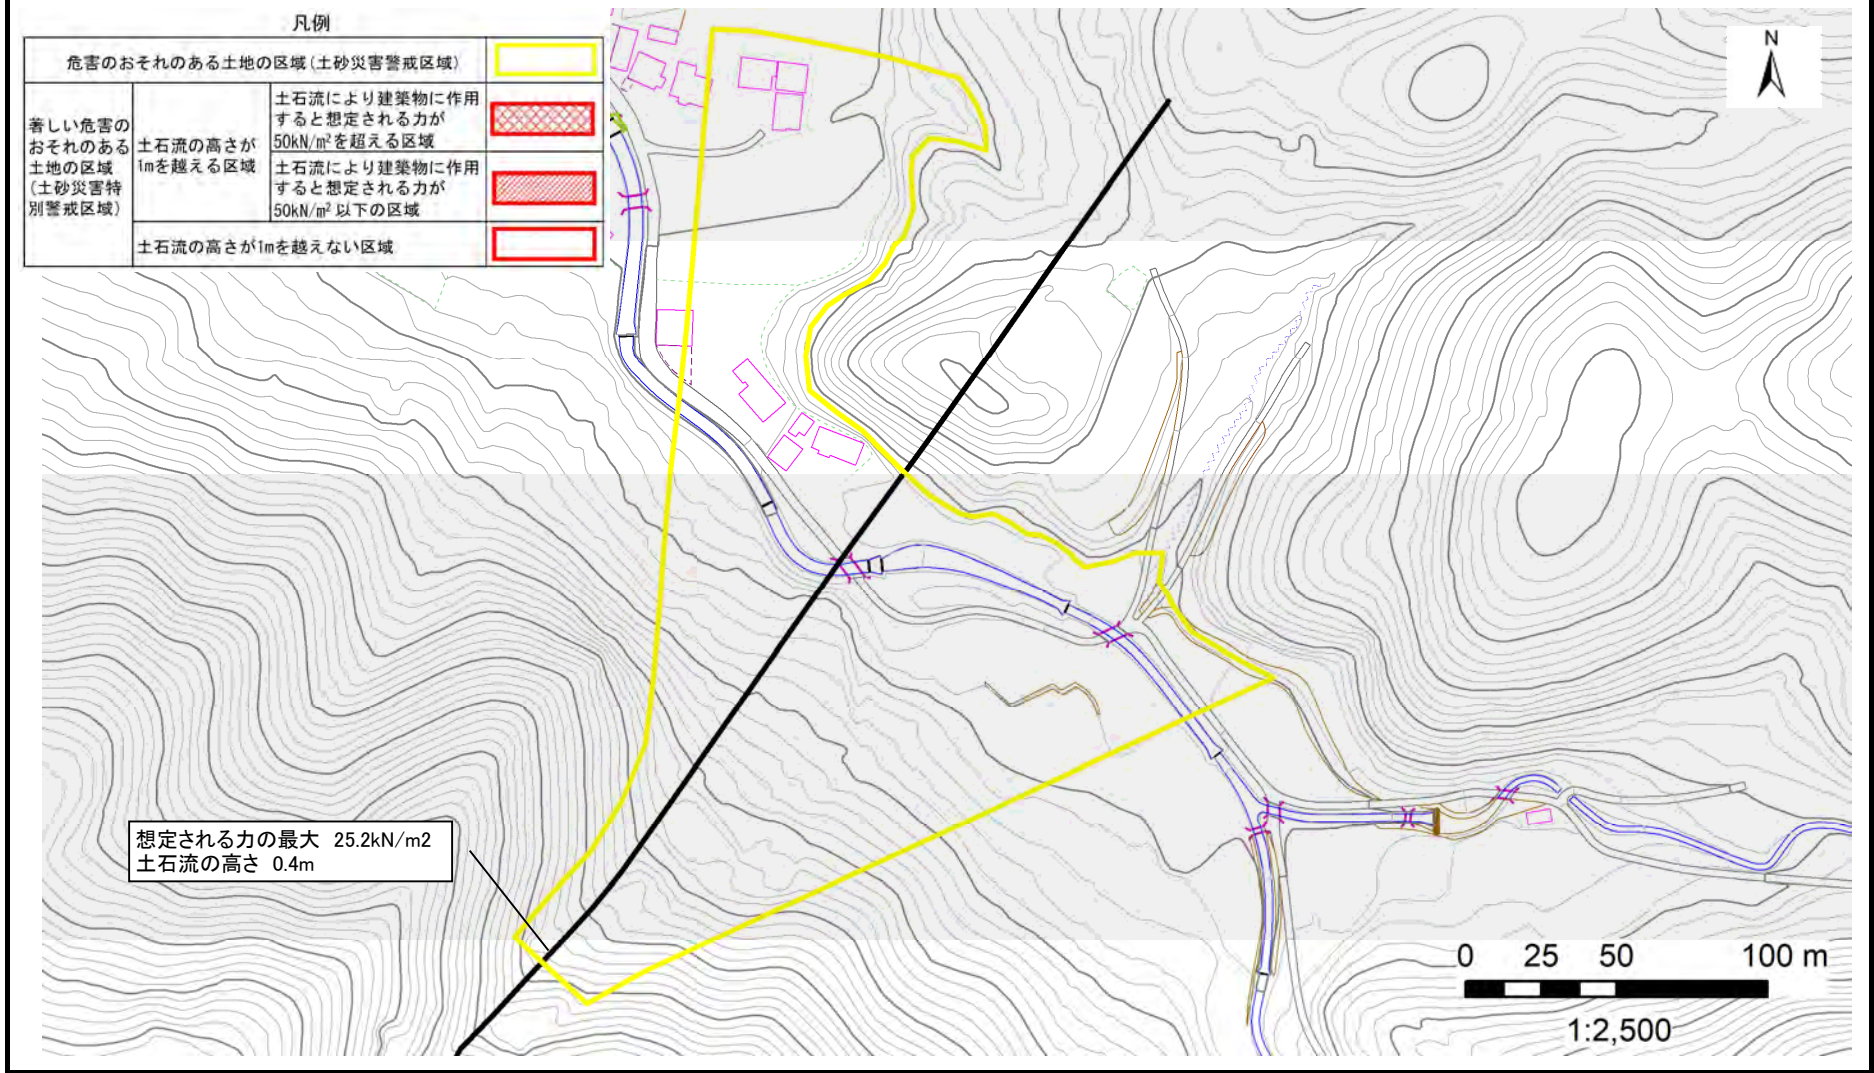 凡例
危害のおそれのある土地の区域(土砂災害警戒区域)
著しい危害の
おそれのある
土地の区域
(土砂災害特
別警戒区域)
土石流の高さが
1mを越える区域
土石流により建築物に作用
すると想定される力が
50kN/m²を超える区域
土石流により建築物に作用
すると想定される力が
50kN/m²以下の区域
土石流の高さが1mを越えない区域
N
想定される力の最大 25.2kN/m2
土石流の高さ 0.4m
0 25 50 100 m
1:2,500